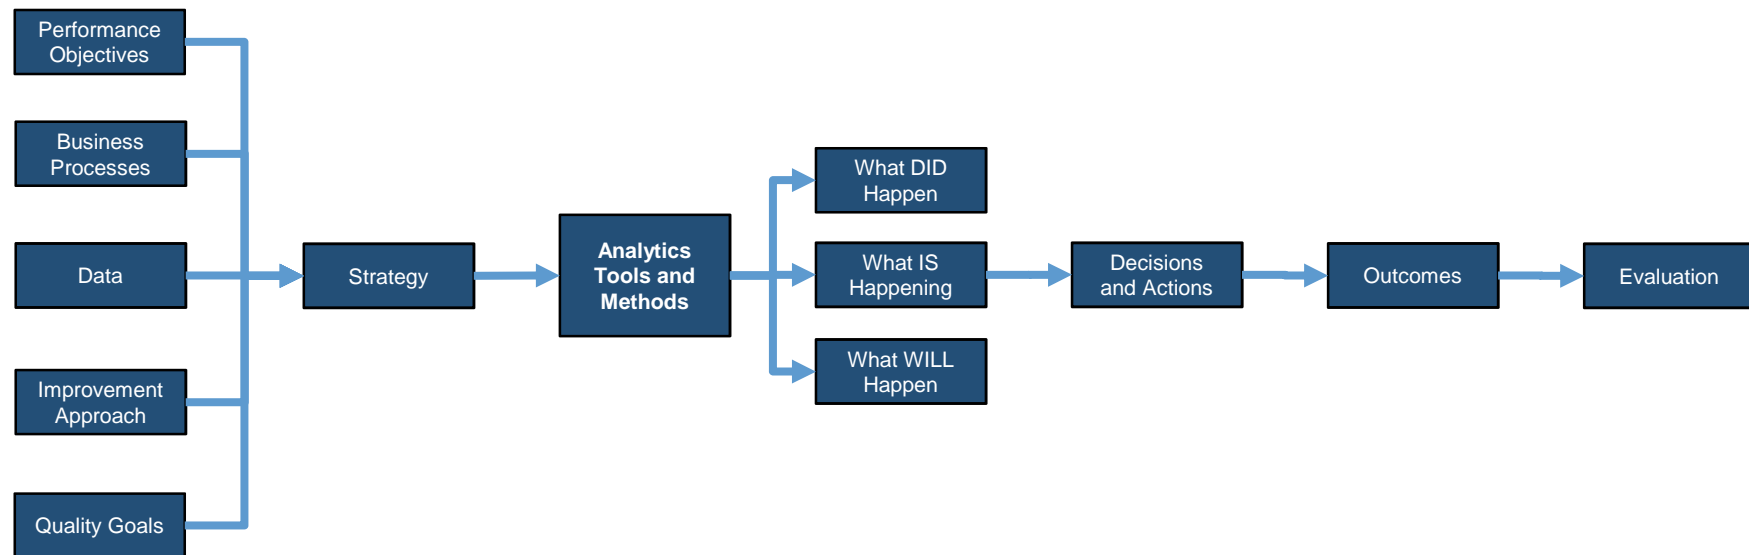 Performance
Objectives
Business
Processes
Data
Improvement
Approach
Quality Goals
Strategy
Analytics
Tools and
Methods
What DID
Happen
What IS
Happening
What WILL
Happen
Decisions
and Actions
Outcomes
Evaluation